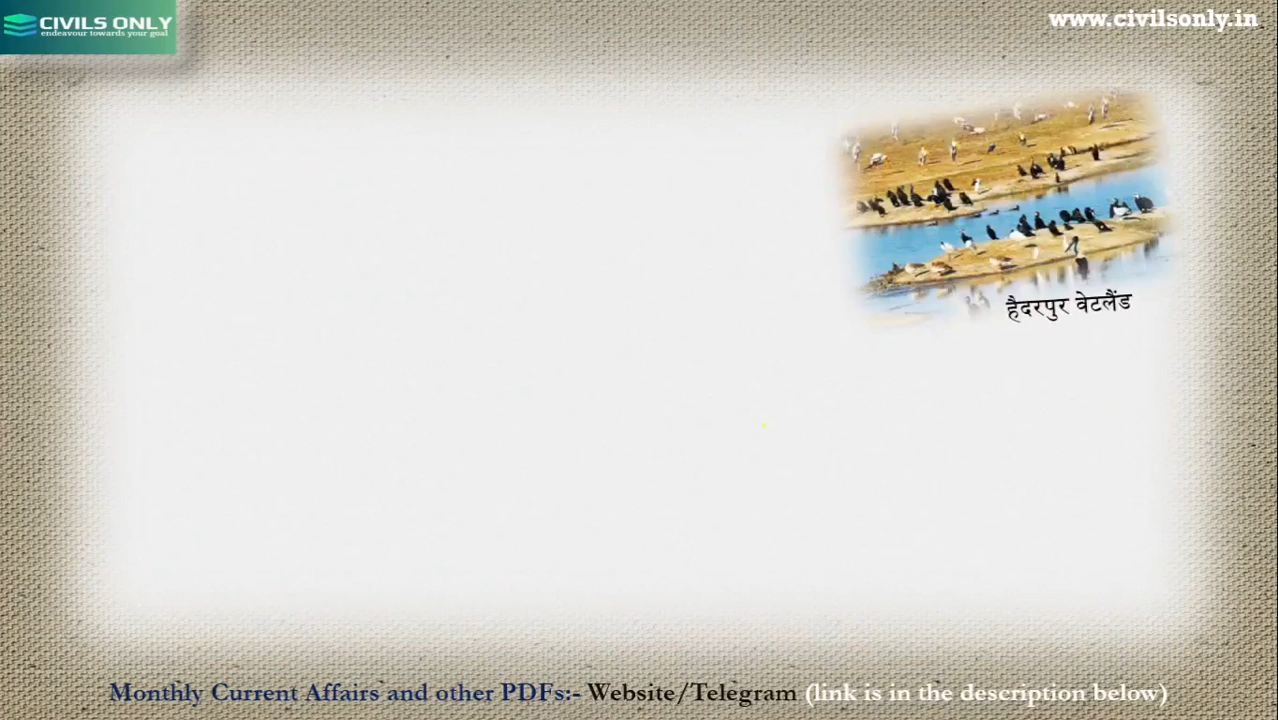 CIVILS ONLY
endeavour towards your goal
www.civilsonly.in
हैदरपुर वेटलैंड
Monthly Current Affairs and other PDFs:- Website/Telegram (link is in the description below)